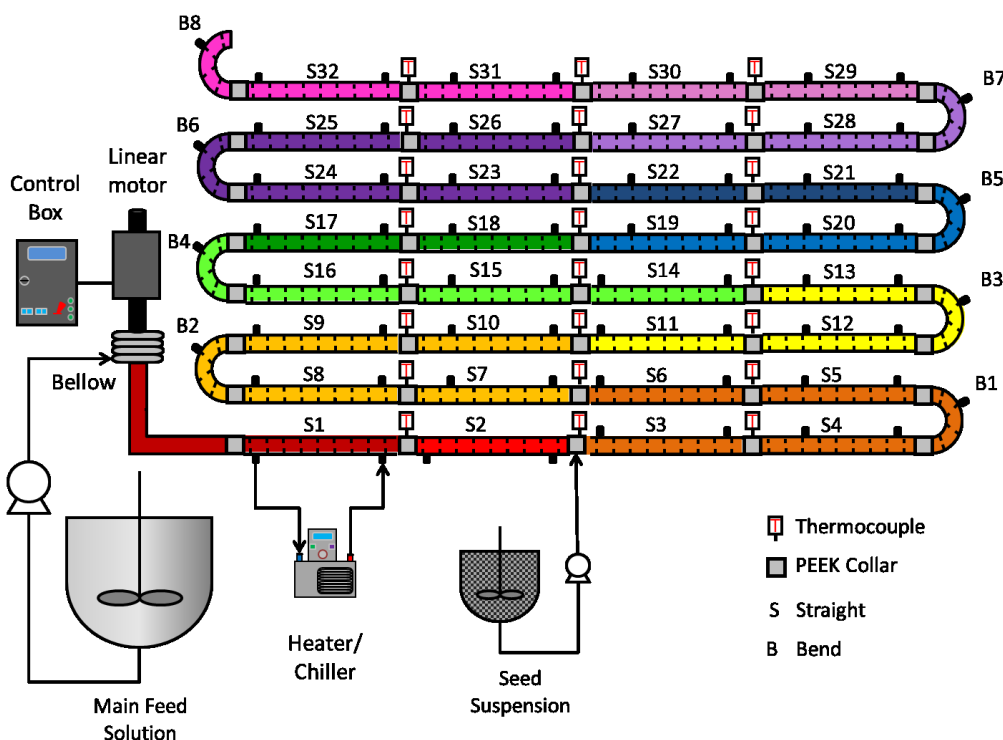 B8
S32
T
S31
T
S30
T
S29
B7
B6
S25
T
S26
T
S27
T
S28
Linear
motor
Control
Box
S24
T
S23
T
S22
T
S21
B5
B4
S17
T
S18
T
S19
T
S20
S16
T
S15
T
S14
T
S13
B3
B2
S9
T
S10
T
S11
T
S12
Bellow
S8
T
S7
T
S6
T
S5
B1
S1
T
S2
T
S3
T
S4
T Thermocouple
PEEK Collar
S Straight
B Bend
Heater/
Chiller
Seed
Suspension
Main Feed
Solution